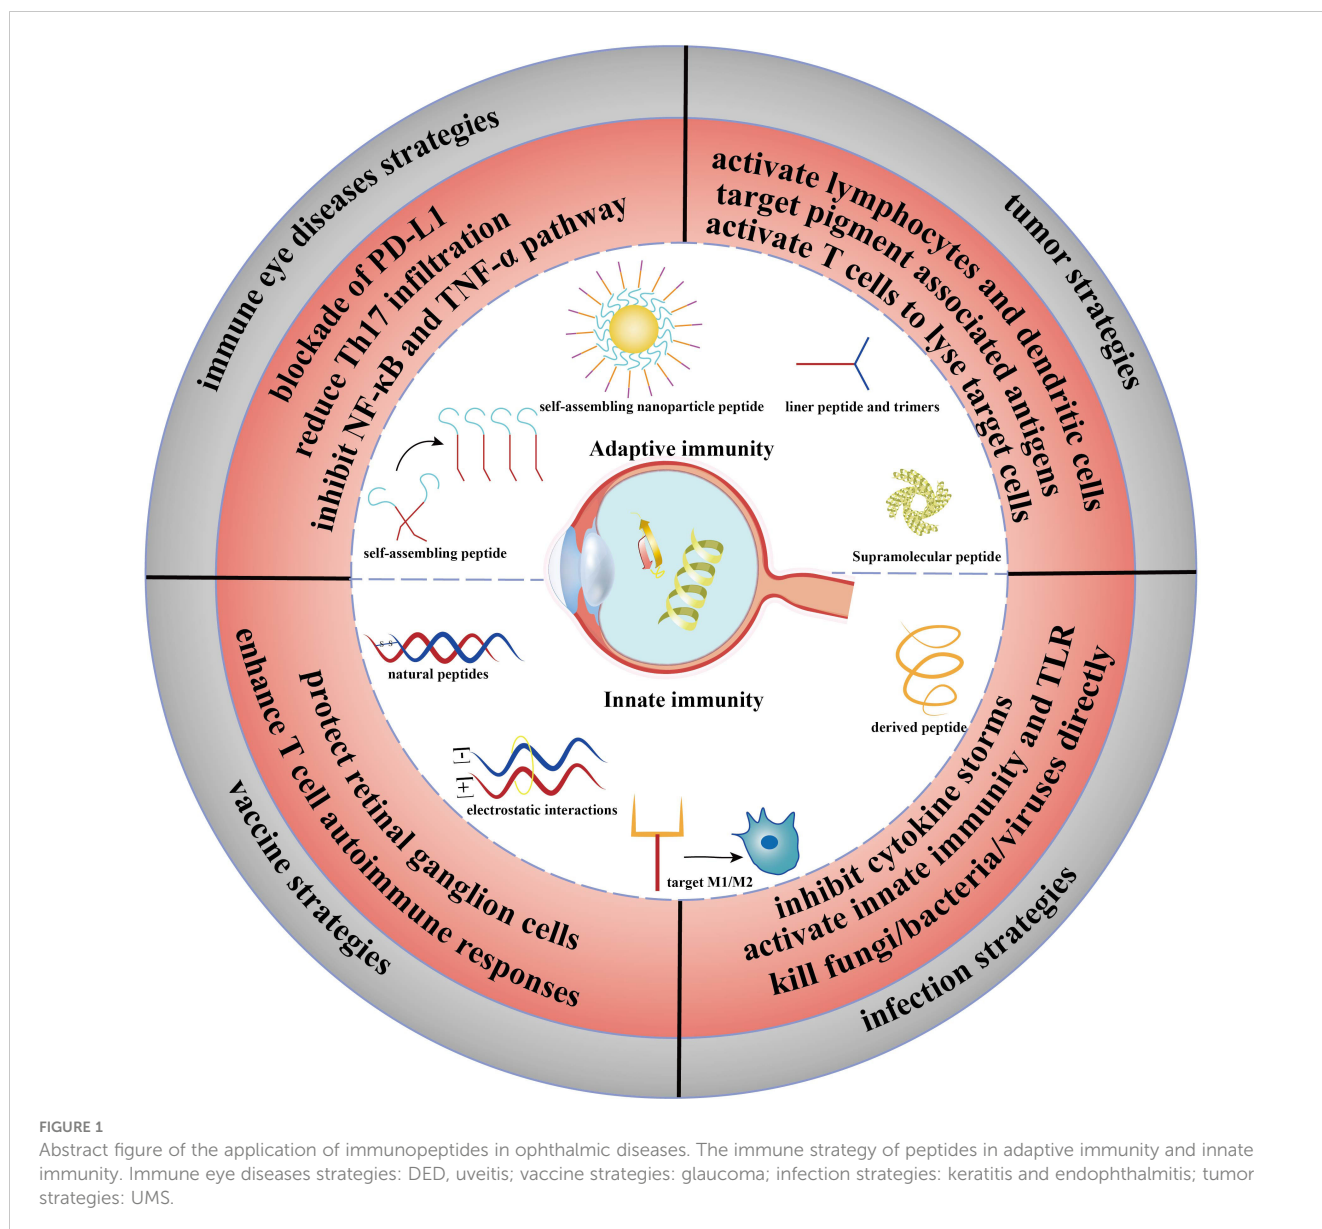 immune eye diseases strategies
blockade of PD-L1
reduce Th17 infiltration
inhibit NF-κB and TNF-α pathway
tumor strategies
activate lymphocytes and dendritic cells
target pigment associated antigens
activate T cells to lyse target cells
self-assembling nanoparticle peptide
liner peptide and trimers
Adaptive immunity
Supramolecular peptide
self-assembling peptide
s s
natural peptides
Innate immunity
derived peptide
[-]
[+]
electrostatic interactions
target M1/M2
protect retinal ganglion cells
enhance T cell autoimmune responses
vaccine strategies
inhibit cytokine storms
activate innate immunity and TLR
kill fungi/bacteria/viruses directly
infection strategies
FIGURE 1
Abstract figure of the application of immunopeptides in ophthalmic diseases. The immune strategy of peptides in adaptive immunity and innate
immunity. Immune eye diseases strategies: DED, uveitis; vaccine strategies: glaucoma; infection strategies: keratitis and endophthalmitis; tumor
strategies: UMS.